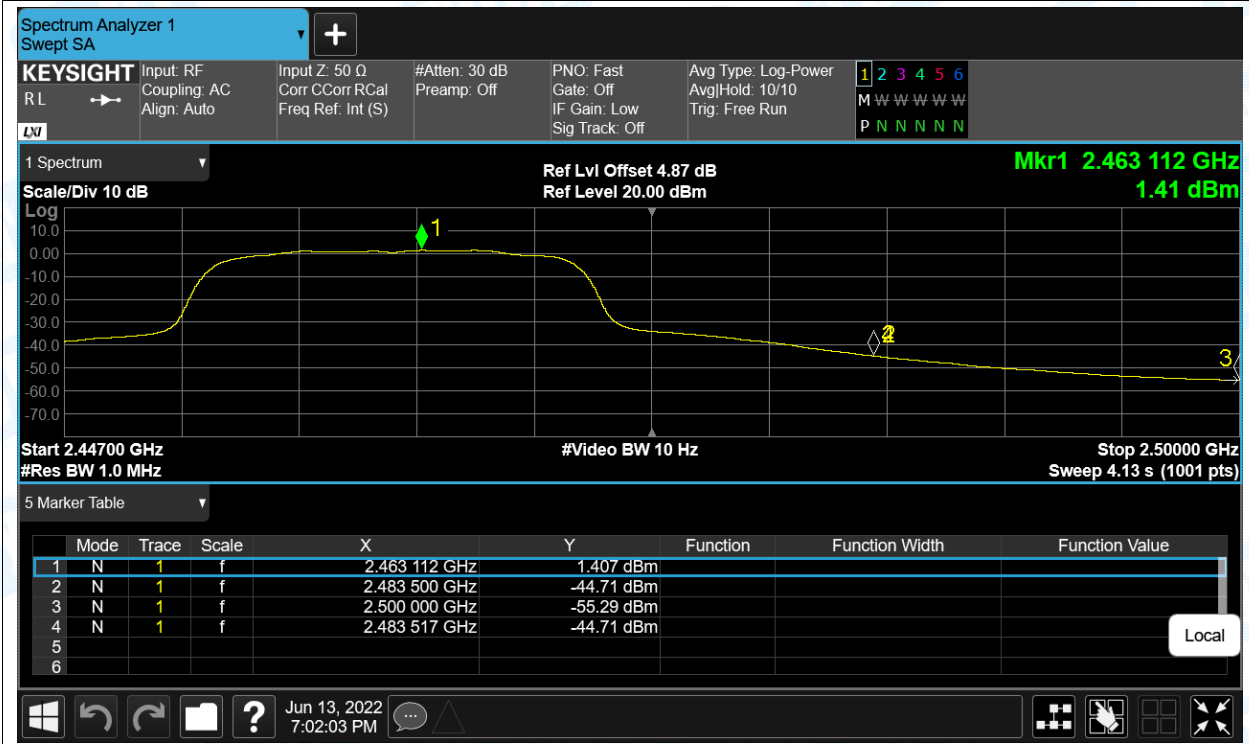 Spectrum Analyzer 1
Swept SA
+
KEYSIGHT Input: RF Input Z: 50 Ω #Atten: 30 dB PNO: Fast Avg Type: Log-Power 1 2 3 4 5 6
R L Coupling: AC Corr CCorr RCal Preamp: Off Gate: Off Avg|Hold: 10/10 M W W W W W
Align: Auto Freq Ref: Int (S) IF Gain: Low Trig: Free Run
LXI Sig Track: Off P N N N N N
1 Spectrum
Ref Lvl Offset 4.87 dB Mkr1 2.463 112 GHz
Scale/Div 10 dB Ref Level 20.00 dBm 1.41 dBm
Log
1
10.0
0.00
-10.0
-20.0
-30.0
2
-40.0
3
-50.0
-60.0
-70.0
Start 2.44700 GHz #Video BW 10 Hz Stop 2.50000 GHz
#Res BW 1.0 MHz Sweep 4.13 s (1001 pts)
5 Marker Table
Mode Trace Scale X Y Function Function Width Function Value
1 N 1 f 2.463 112 GHz 1.407 dBm
2 N 1 f 2.483 500 GHz -44.71 dBm
3 N 1 f 2.500 000 GHz -55.29 dBm
4 N 1 f 2.483 517 GHz -44.71 dBm
5
6
Local
? Jun 13, 2022
7:02:03 PM